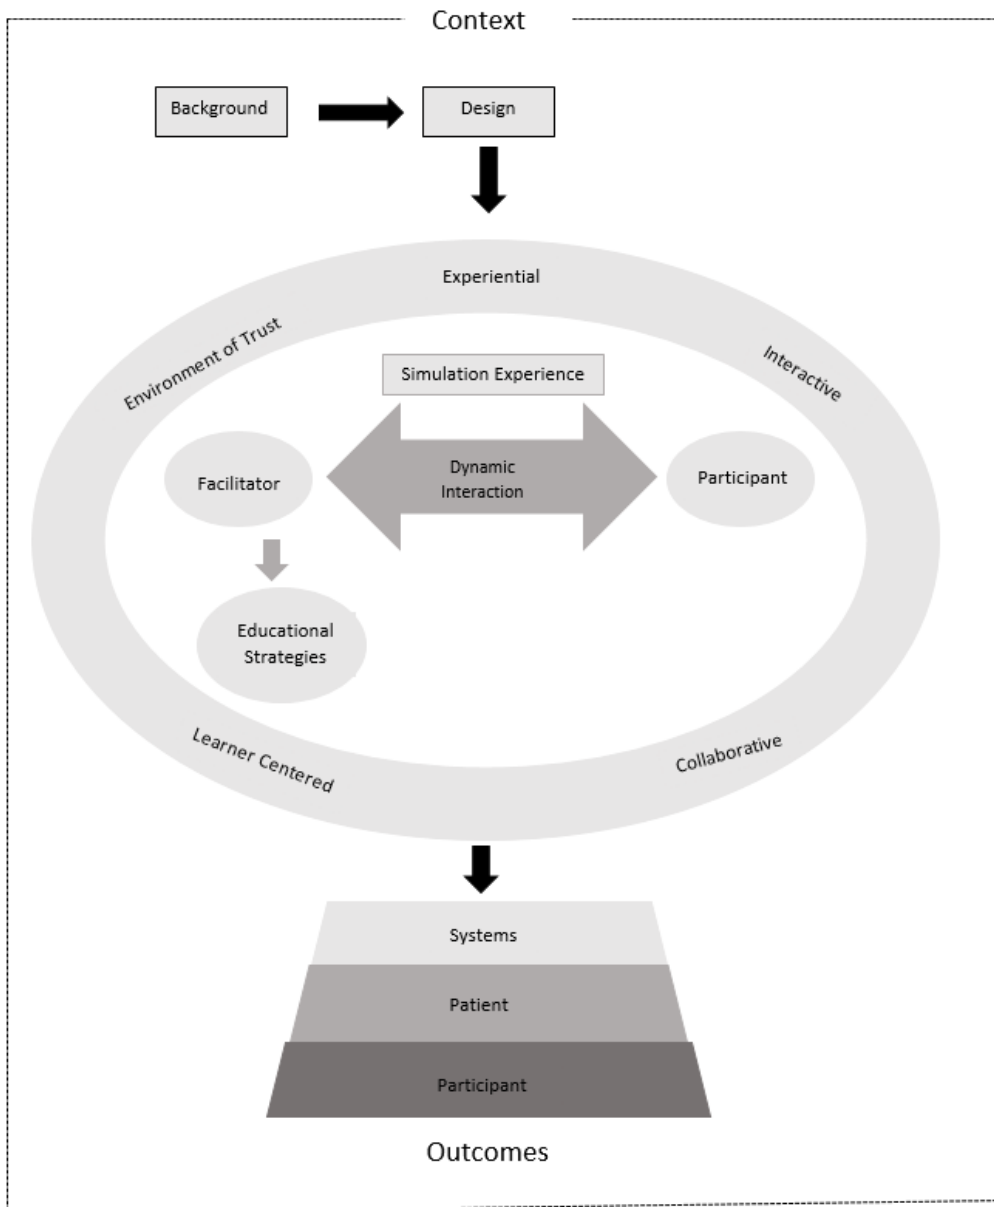 Context
Background
Design
Experiential
Environment of Trust
Interactive
Simulation Experience
Facilitator
Dynamic
Interaction
Participant
Educational
Strategies
Learner Centered
Collaborative
Systems
Patient
Participant
Outcomes